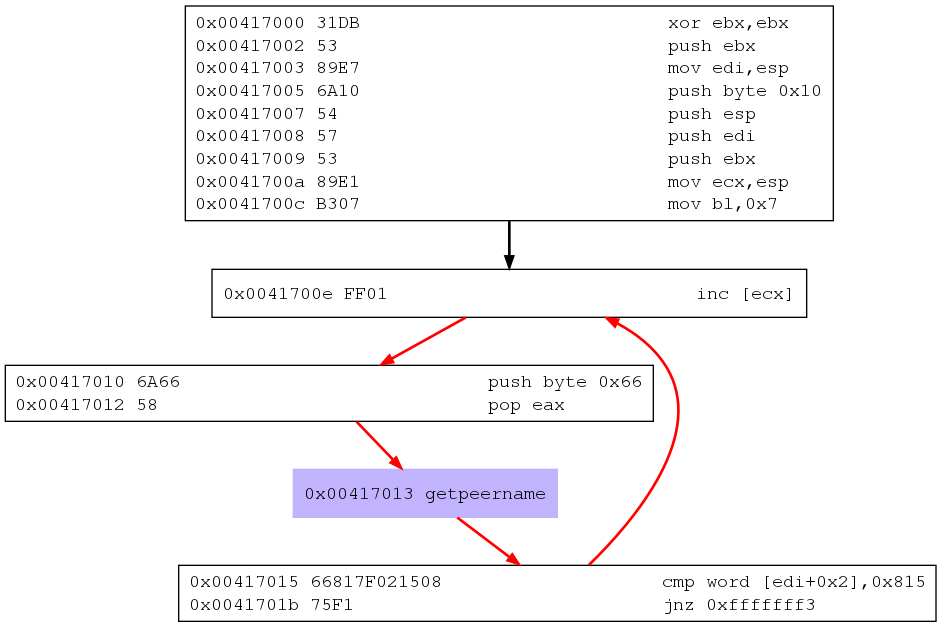 0x00417000 31DB xor ebx,ebx
0x00417002 53 push ebx
0x00417003 89E7 mov edi,esp
0x00417005 6A10 push byte 0x10
0x00417007 54 push esp
0x00417008 57 push edi
0x00417009 53 push ebx
0x0041700a 89E1 mov ecx,esp
0x0041700c B307 mov bl,0x7
0x0041700e FF01 inc [ecx]
0x00417010 6A66 push byte 0x66
0x00417012 58 pop eax
0x00417013 getpeername
0x00417015 66817F021508 cmp word [edi+0x2],0x815
0x0041701b 75F1 jnz 0xfffffff3